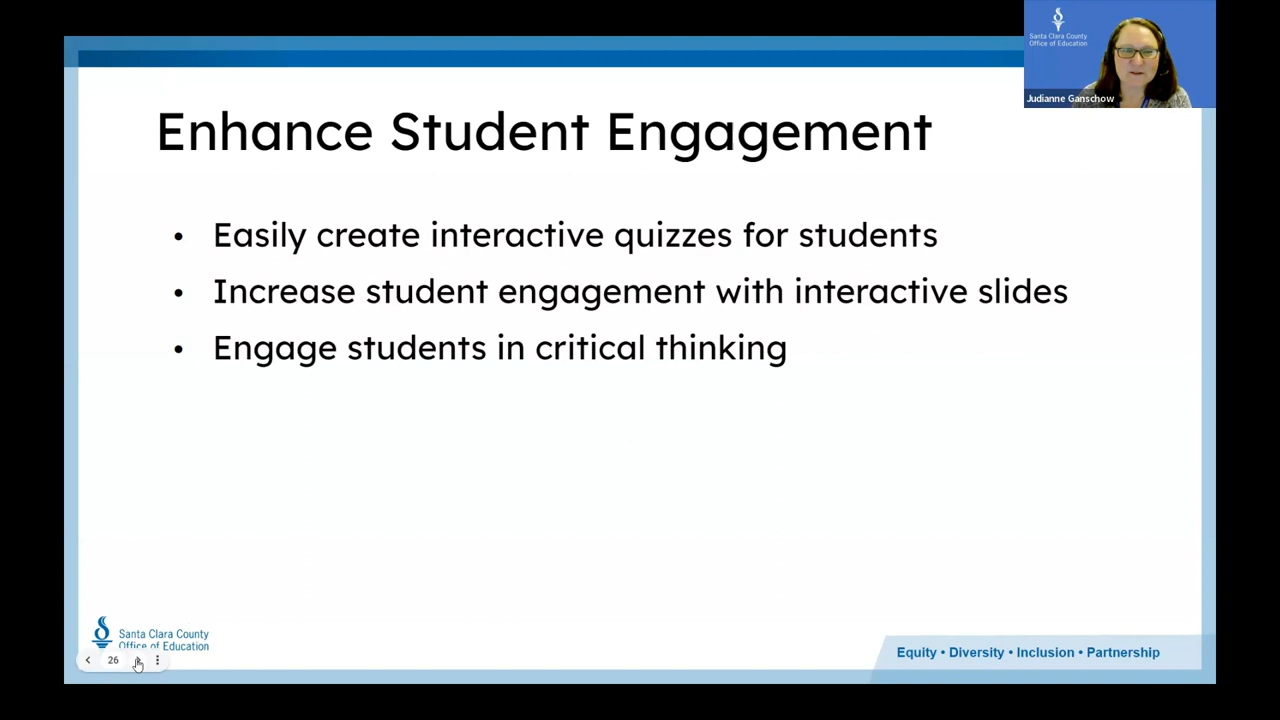 Santa Clara County
Office of Education
Judianne Ganschow
Enhance Student Engagement
• Easily create interactive quizzes for students
• Increase student engagement with interactive slides
• Engage students in critical thinking
Santa Clara County
Office of Education
26
Equity • Diversity • Inclusion • Partnership